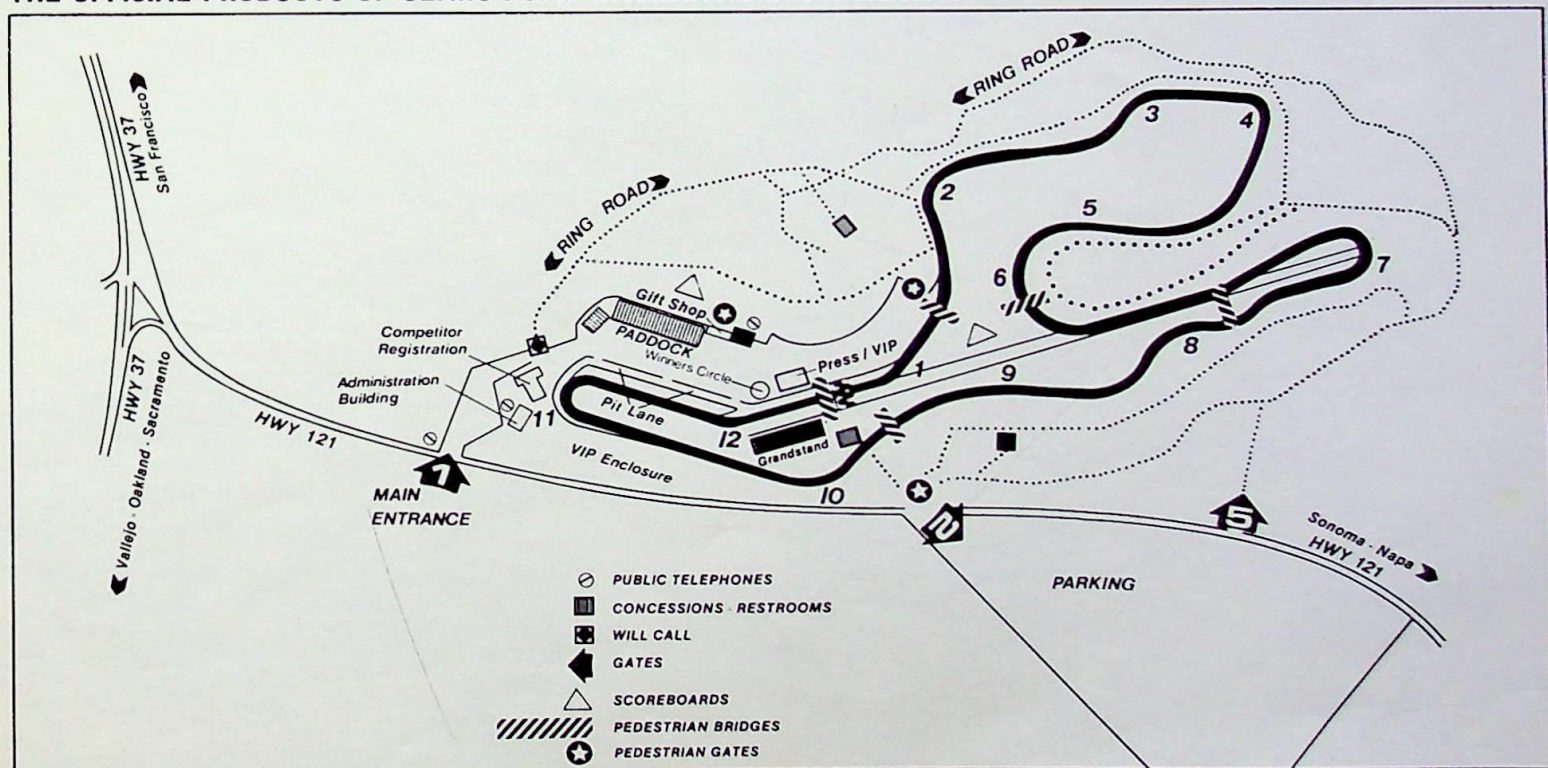 RING ROAD
HWY 37
San Francisco
3
4
2
RING ROAD
5
6
7
Gift Shop
Competitor
Registration
PADDOCK
Winners Circle
Press / VIP
8
1
9
Administration
Building
HWY 37
Vallejo - Oakland - Sacramento
HWY 121
11
Pit Lane
12
Grandstand
VIP Enclosure
10
1
MAIN
ENTRANCE
2
5
Sonoma - Napa
HWY 121
PARKING
PUBLIC TELEPHONES
CONCESSIONS - RESTROOMS
WILL CALL
GATES
SCOREBOARDS
PEDESTRIAN BRIDGES
PEDESTRIAN GATES